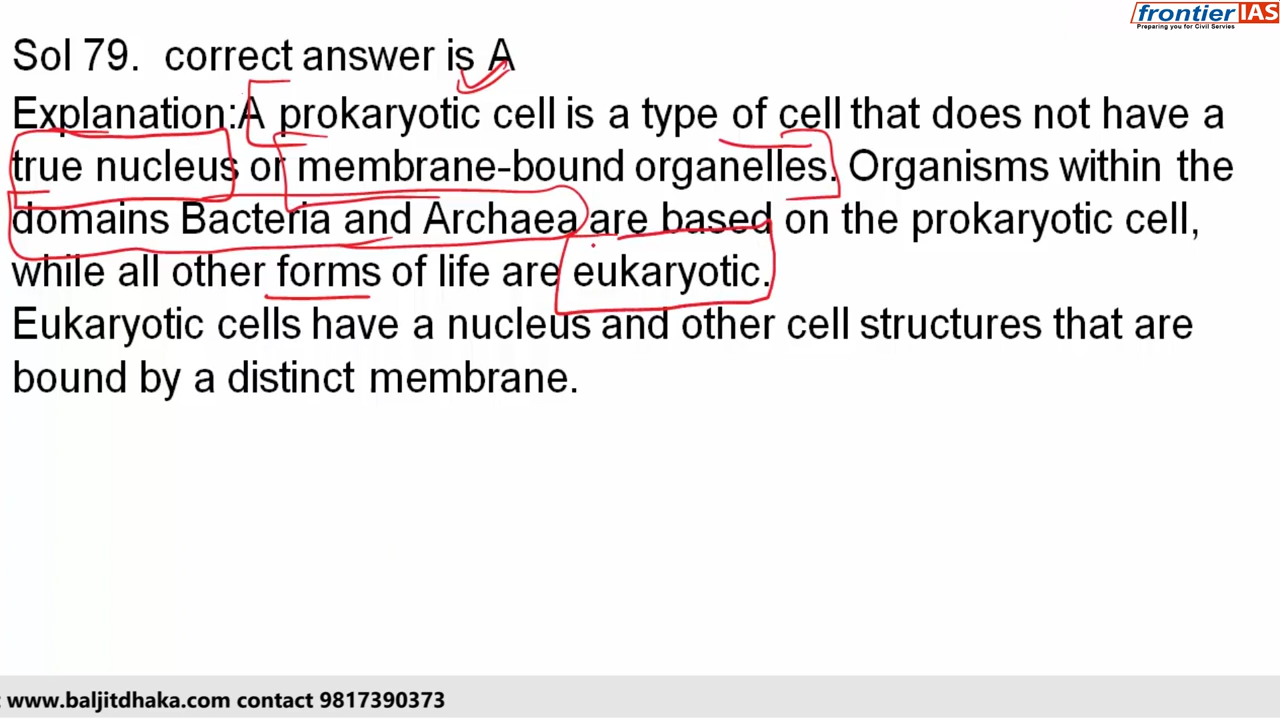 frontier IAS
Preparing you for Civil Servies
Sol 79. correct answer is A
Explanation:A prokaryotic cell is a type of cell that does not have a
true nucleus or membrane-bound organelles. Organisms within the
domains Bacteria and Archaea are based on the prokaryotic cell,
while all other forms of life are eukaryotic.
Eukaryotic cells have a nucleus and other cell structures that are
bound by a distinct membrane.
www.baljitdhaka.com contact 9817390373